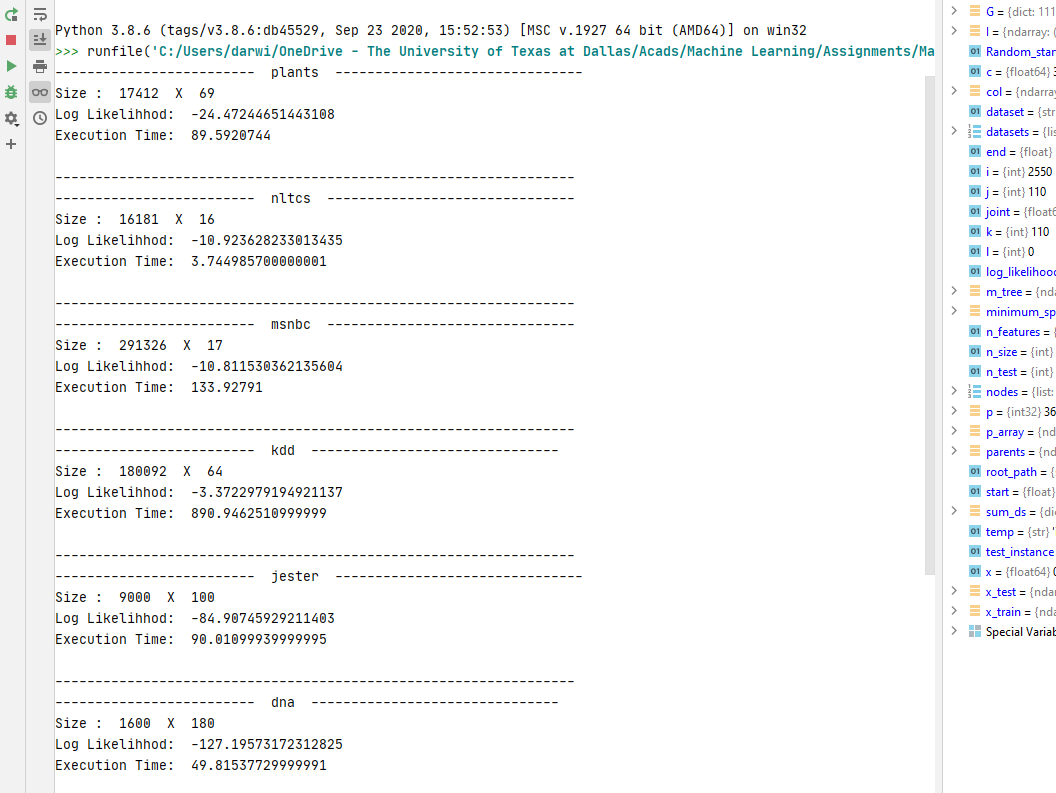 Python 3.8.6 (tags/v3.8.6:db45529, Sep 23 2020, 15:52:53) [MSC v.1927 64 bit (AMD64)] on win32
>>> runfile('C:/Users/darwi/OneDrive - The University of Texas at Dallas/Acads/Machine Learning/Assignments/Ma
-------------------------  plants  -------------------------------
Size :  17412  X  69
Log Likelihhod:  -24.47244651443108
Execution Time:  89.5920744
-----------------------------------------------------------------
-------------------------  nltcs  -------------------------------
Size :  16181  X  16
Log Likelihhod:  -10.923628233013435
Execution Time:  3.744985700000001
-----------------------------------------------------------------
-------------------------  msnbc  -------------------------------
Size :  291326  X  17
Log Likelihhod:  -10.811530362135604
Execution Time:  133.92791
-----------------------------------------------------------------
-------------------------  kdd  -------------------------------
Size :  180092  X  64
Log Likelihhod:  -3.3722979194921137
Execution Time:  890.9462510999999
-----------------------------------------------------------------
-------------------------  jester  -------------------------------
Size :  9000  X  100
Log Likelihhod:  -84.90745929211403
Execution Time:  90.01099939999995
-----------------------------------------------------------------
-------------------------  dna  -------------------------------
Size :  1600  X  180
Log Likelihhod:  -127.19573172312825
Execution Time:  49.81537729999991
G = {dict: 111
l = {ndarray: (
Random_star
c = {float64} 3
col = {ndarray
dataset = {str
datasets = {lis
end = {float}
i = {int} 2550
j = {int} 110
joint = {float6
k = {int} 110
l = {int} 0
log_likelihood
m_tree = {nda
minimum_sp
n_features = {
n_size = {int}
n_test = {int}
nodes = {list:
p = {int32} 36
p_array = {nd
parents = {nd
root_path = {
start = {float}
sum_ds = {dic
temp = {str} '
test_instance
x = {float64} 0
x_test = {ndar
x_train = {nda
Special Variab